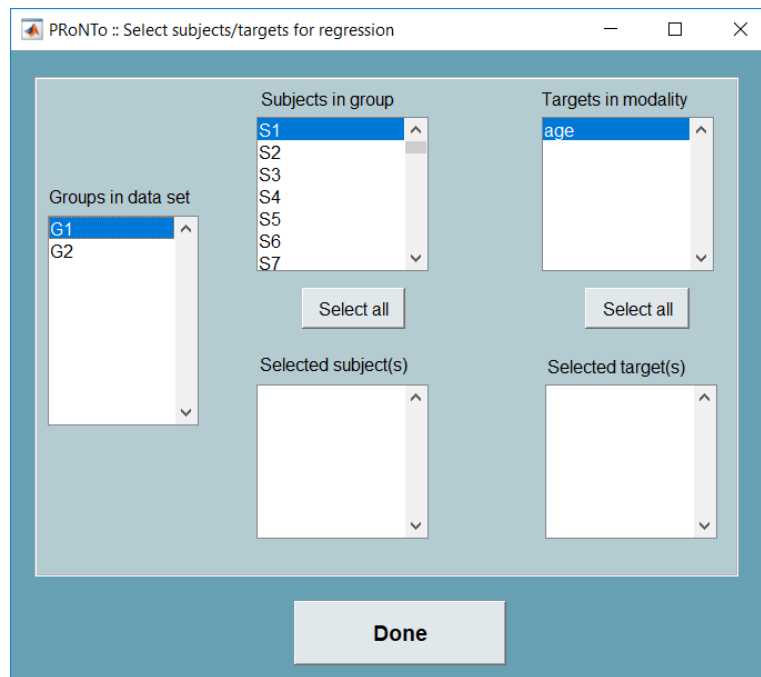 PRoNTo :: Select subjects/targets for regression
Groups in data set
G1
G2
Subjects in group
S1
S2
S3
S4
S5
S6
S7
Select all
Selected subject(s)
Targets in modality
age
Select all
Selected target(s)
Done